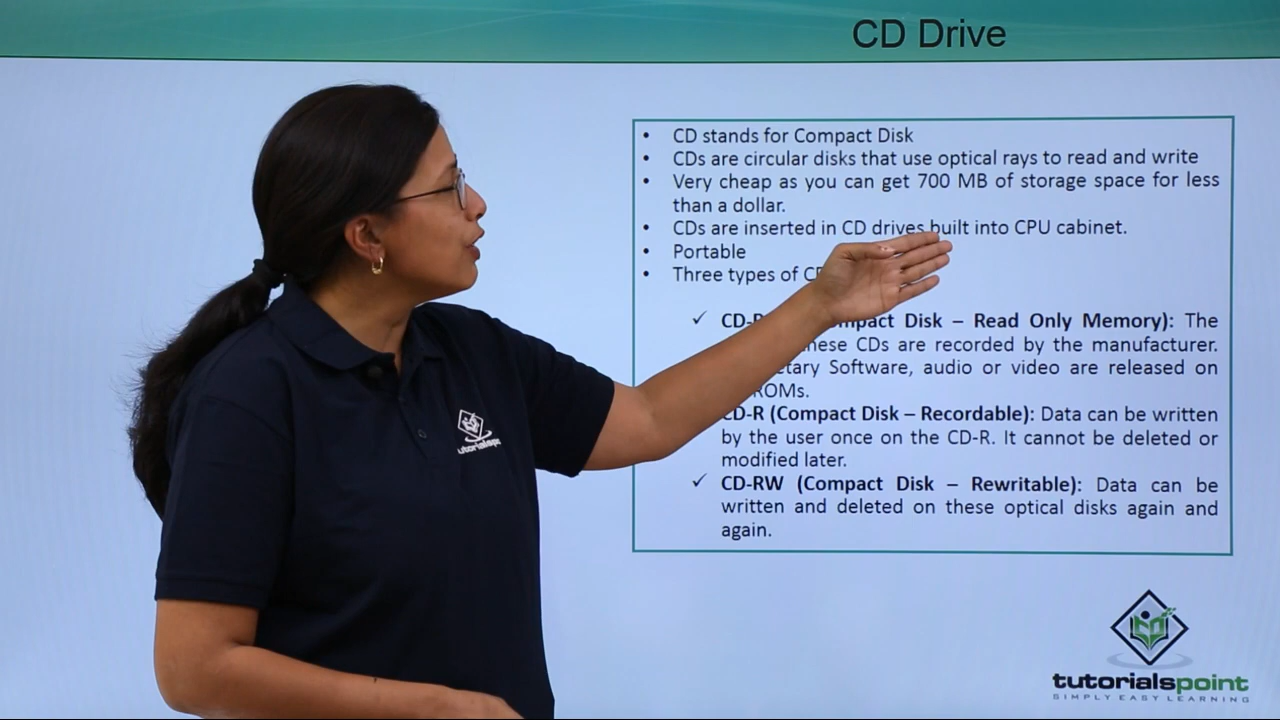 CD Drive
• CD stands for Compact Disk
• CDs are circular disks that use optical rays to read and write
• Very cheap as you can get 700 MB of storage space for less
than a dollar.
• CDs are inserted in CD drives built into CPU cabinet.
• Portable
• Three types of
✓ Disk – Read Only Memory): The
CDs are recorded by the manufacturer.
Software, audio or video are released on
✓ (Compact Disk – Recordable): Data can be written
by the user once on the CD-R. It cannot be deleted or
modified later.
✓ CD-RW (Compact Disk – Rewritable): Data can be
written and deleted on these optical disks again and
again.
tutorialspoint
SIMPLY EASY LEARNING